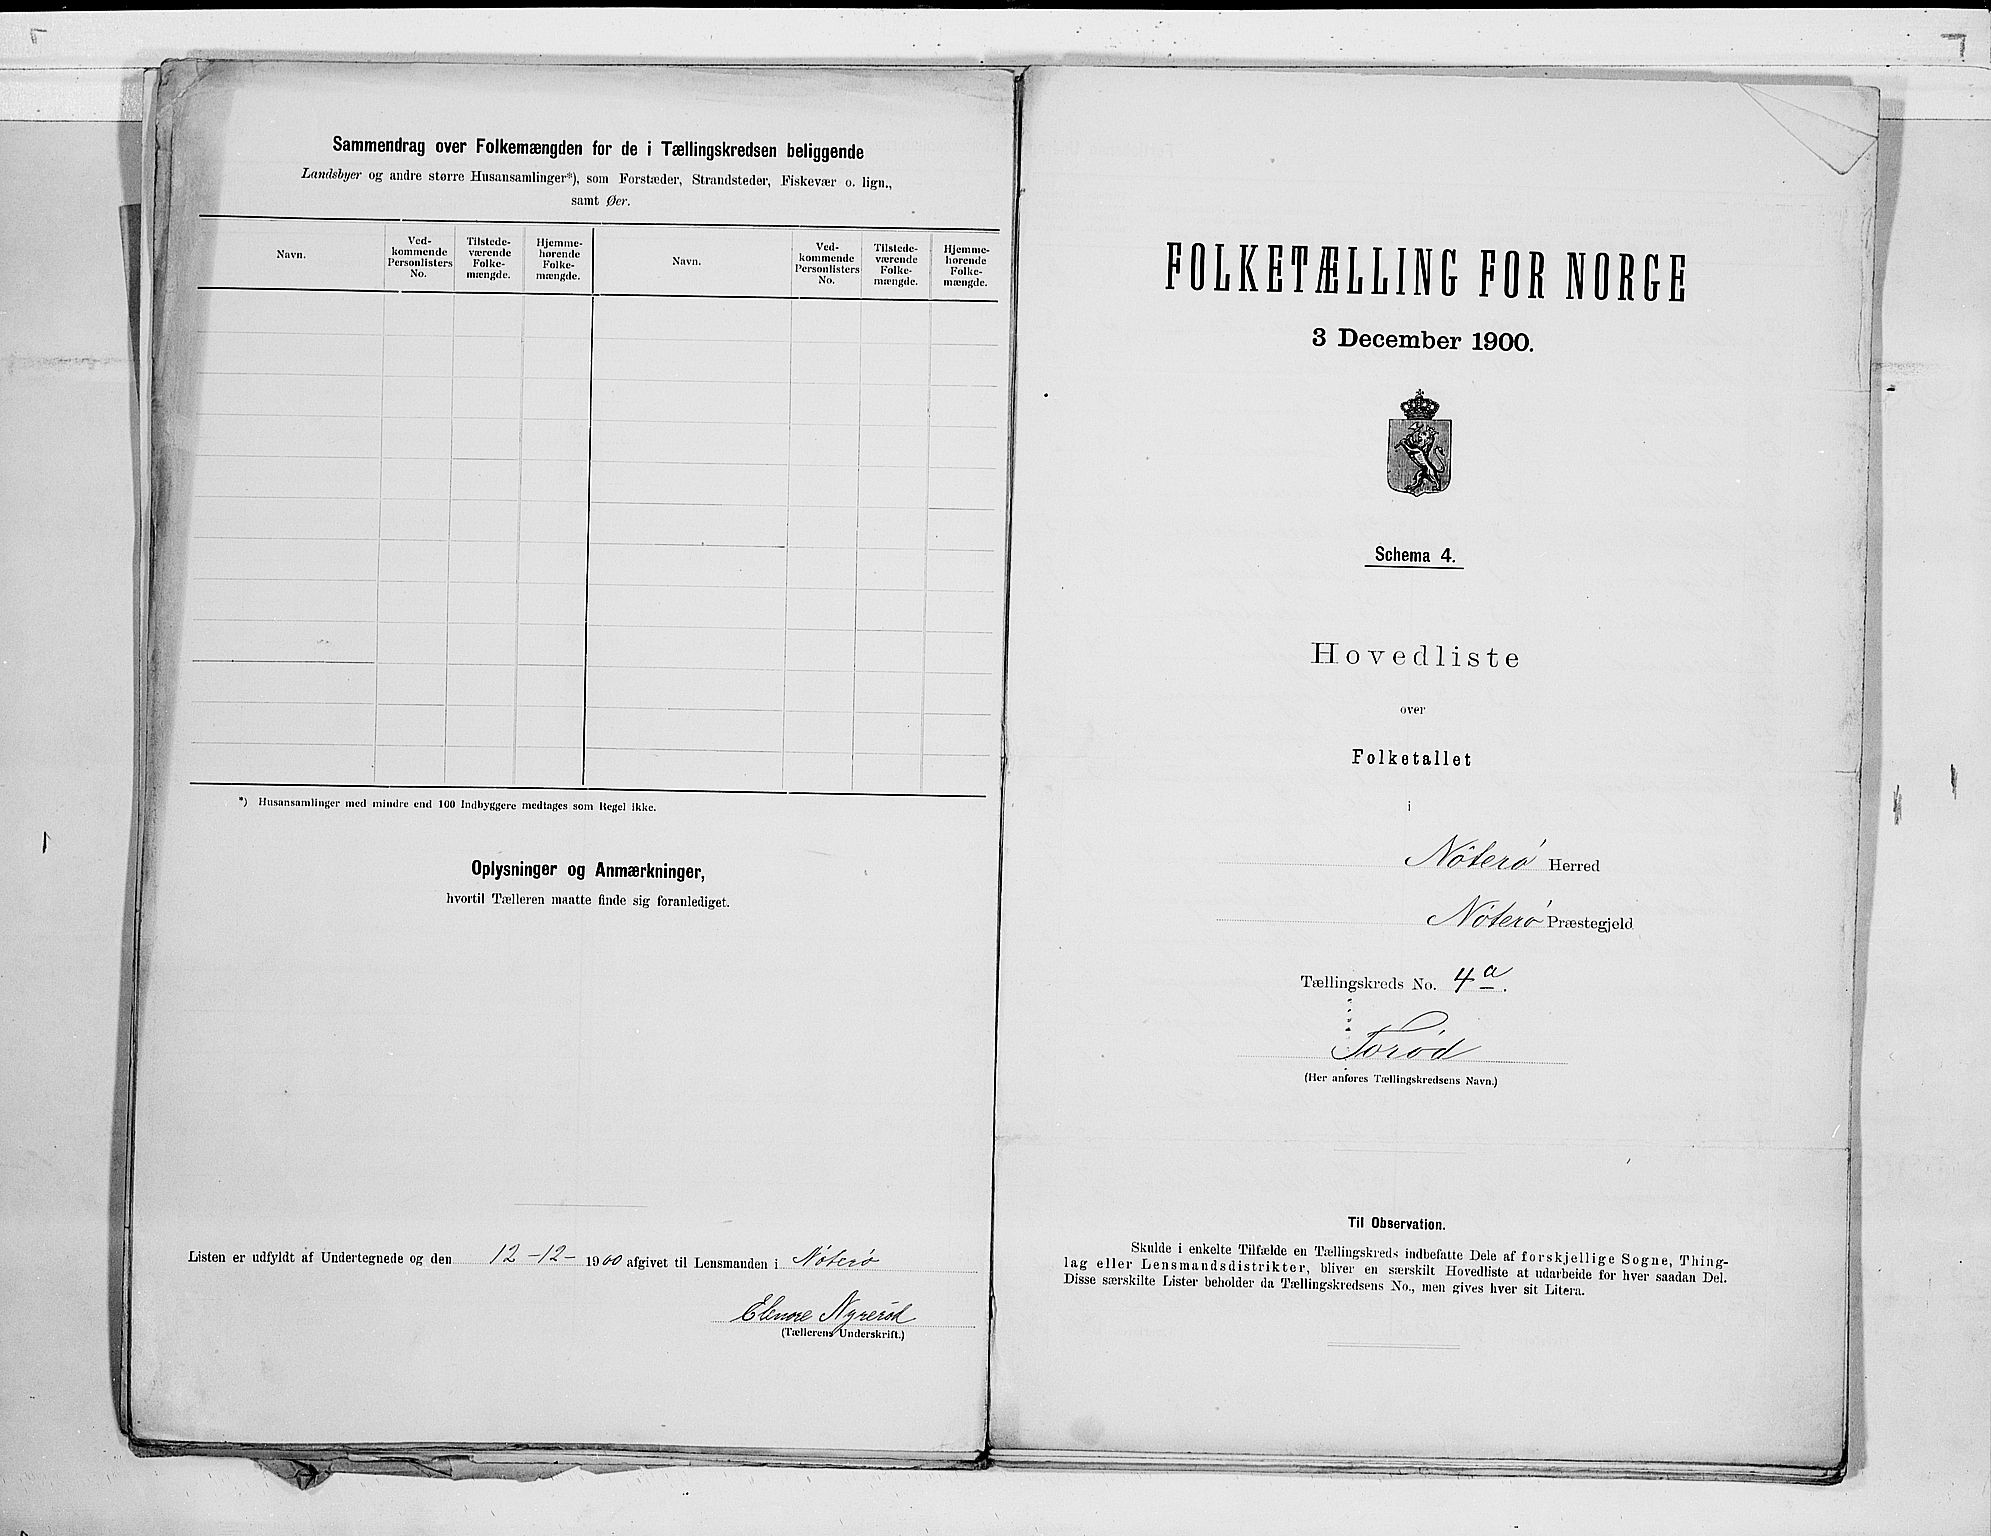 Sammendrag over Folkemængden for de i Tællingskredsen beliggende
Landsbyer og andre større Husansamlinger*), som Forstæder, Strandsteder, Fiskevær o. lign.,
samt Øer.
Navn.
Ved-
kommende
Personlisters
No.
Tilstede-
værende
Folke-
mængde.
Hjemme-
hørende
Folke-
mængde.
Navn.
Ved-
kommende
Personlisters
No.
Tilstede-
værende
Folke-
mængde.
Hjemme-
hørende
Folke-
mængde.
*) Husansamlinger med mindre end 100 Indbyggere medtages som Regel ikke.
Oplysninger og Anmærkninger,
hvortil Tælleren maatte finde sig foranlediget.
Listen er udfyldt af Undertegnede og den 12-12- 1900 afgivet til Lensmanden i Nøterø
Elenore Nyrerød
(Tællerens Underskrift.)
FOLKETÆLLING FOR NORGE
3 December 1900.
Schema 4.
Hovedliste
over
Folketallet
i
Nøterø Herred
Nøterø Præstegjeld
Tællingskreds No. 4a.
Torød
(Her anføres Tællingskredsens Navn.)
Til Observation.
Skulde i enkelte Tilfælde en Tællingskreds indbefatte Dele af forskjellige Sogne, Thing-
lag eller Lensmandsdistrikter, bliver en særskilt Hovedliste at udarbeide for hver saadan Del.
Disse særskilte Lister beholder da Tællingskredsens No., men gives hver sit Litera.